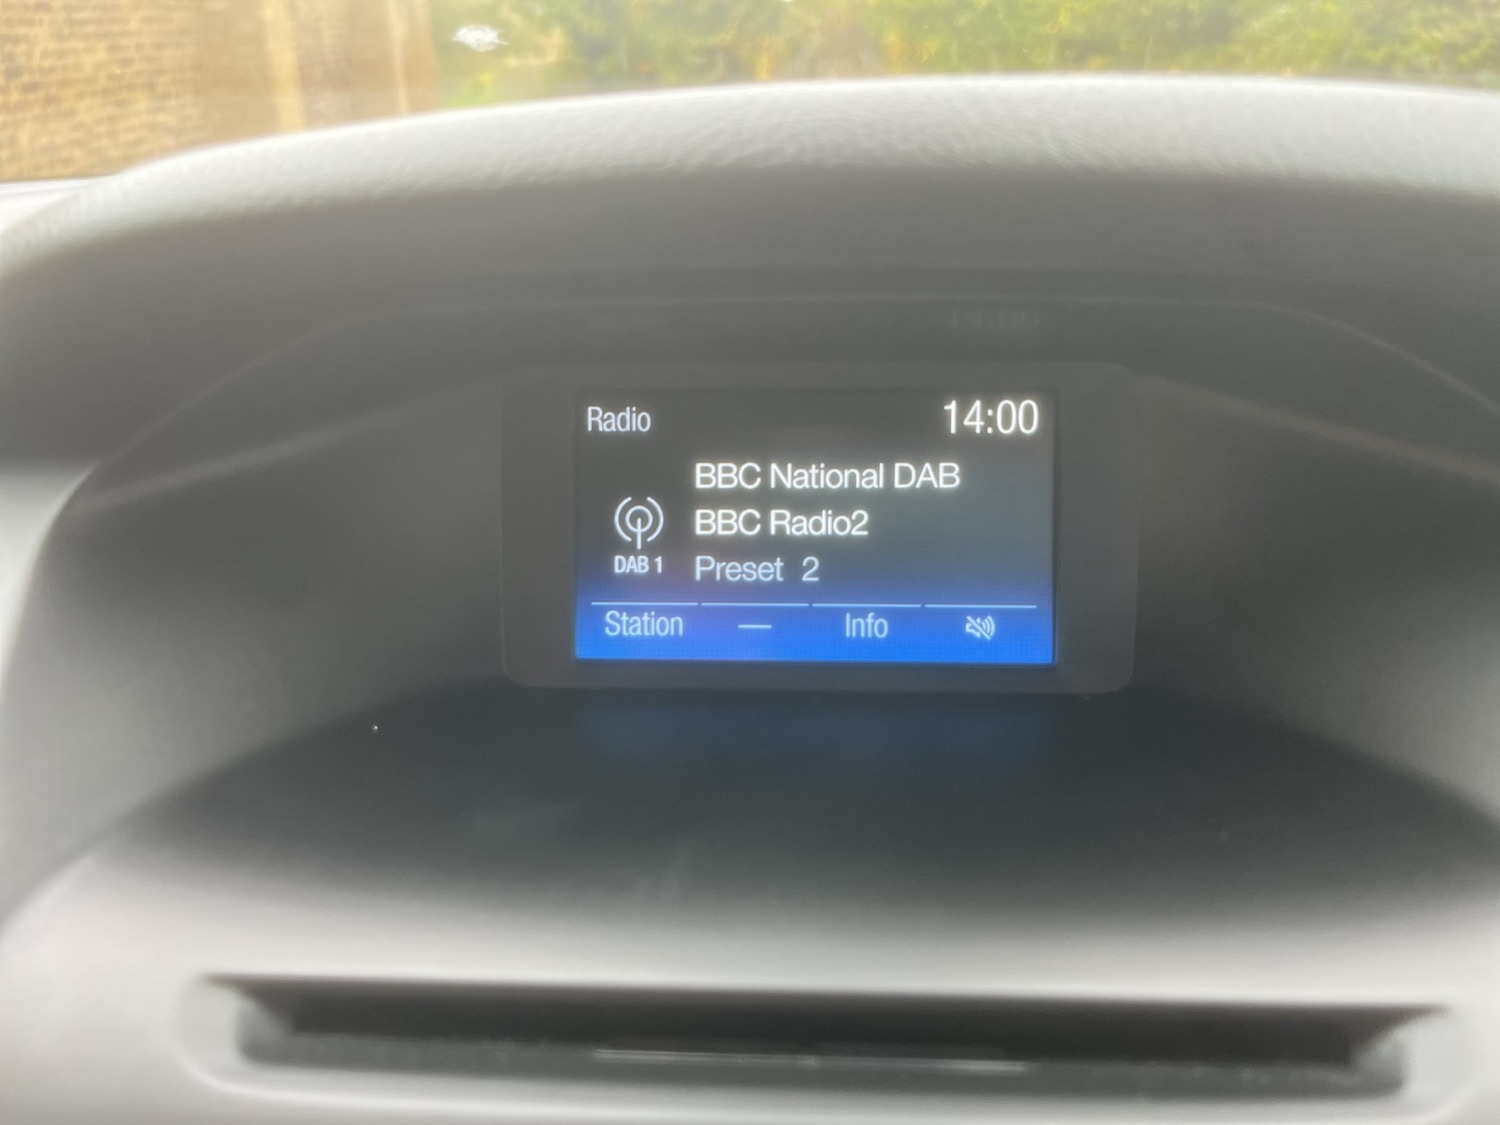 Radio 14:00
BBC National DAB
BBC Radio2
DAB 1 Preset 2
Station — Info